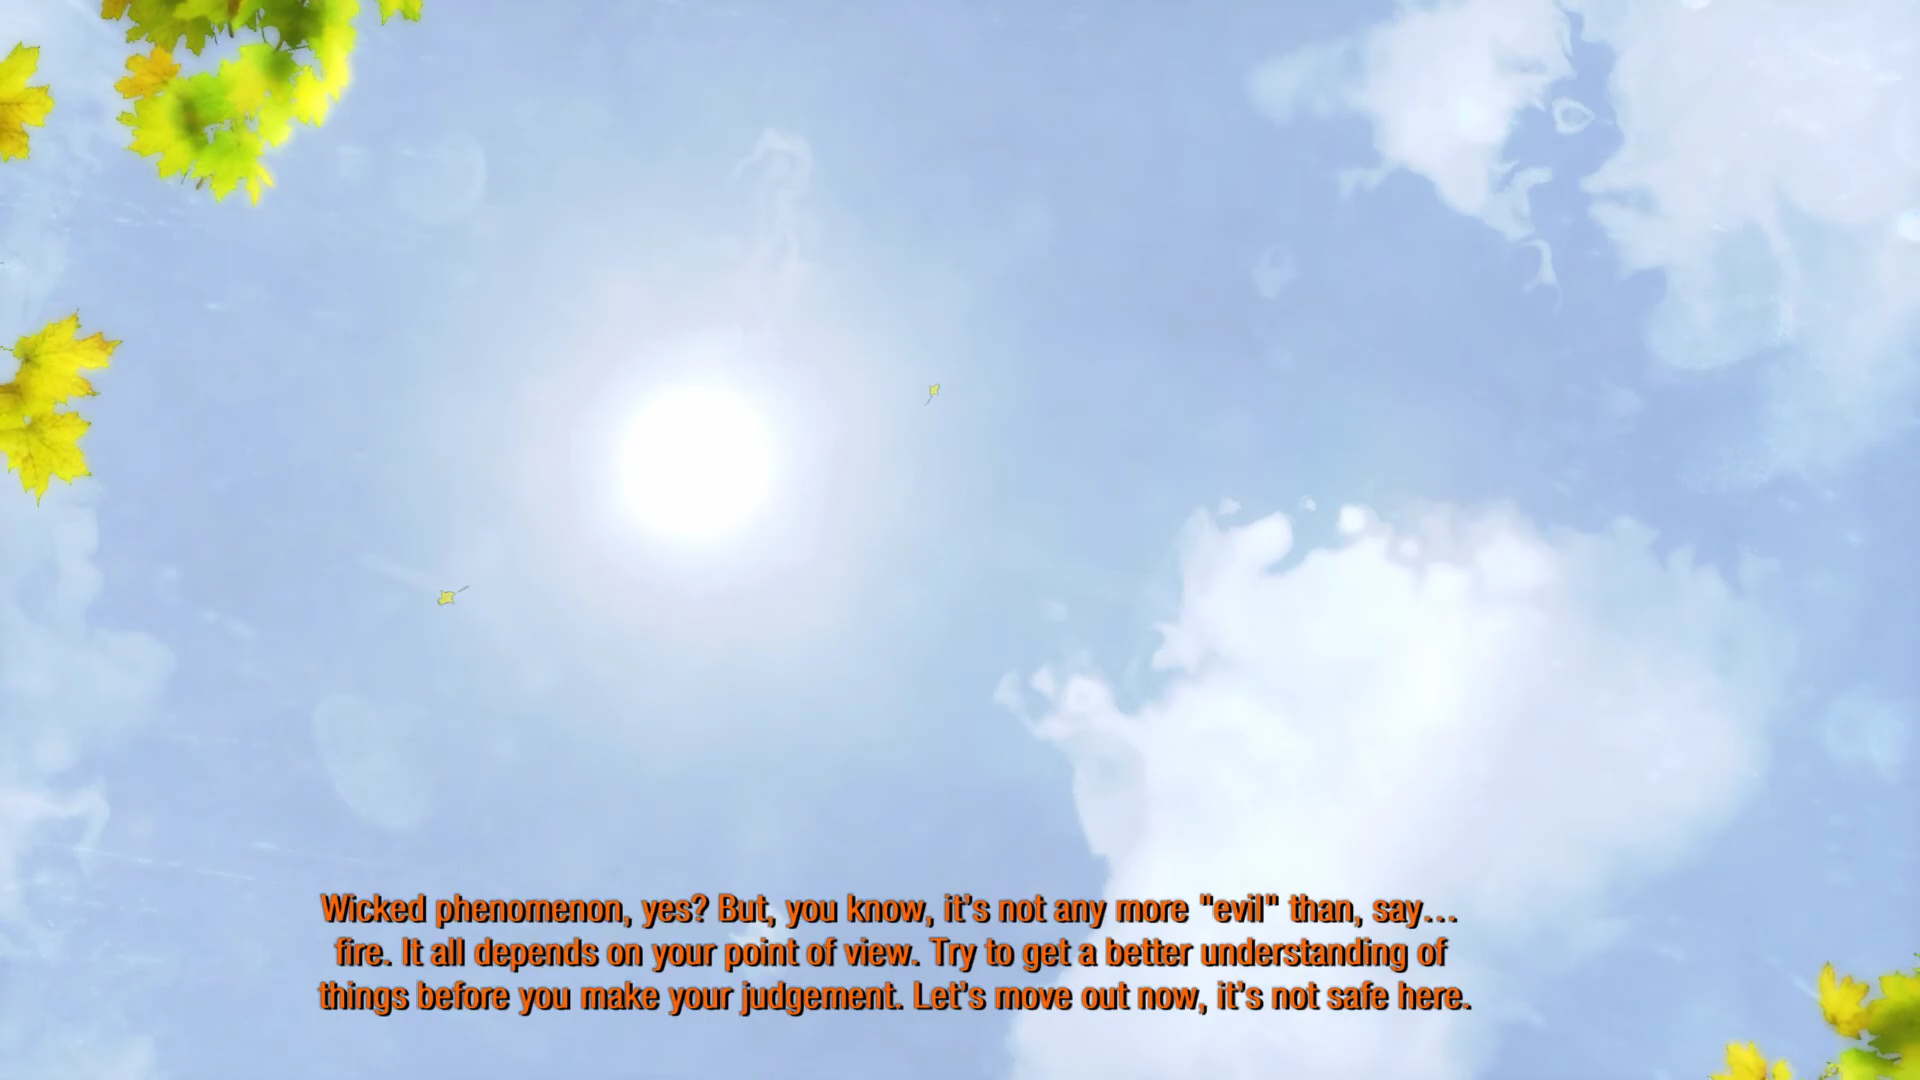 Wicked phenomenon, yes? But, you know, it's not any more "evil" than, say...
fire. It all depends on your point of view. Try to get a better understanding of
things before you make your judgement. Let's move out now, it's not safe here.